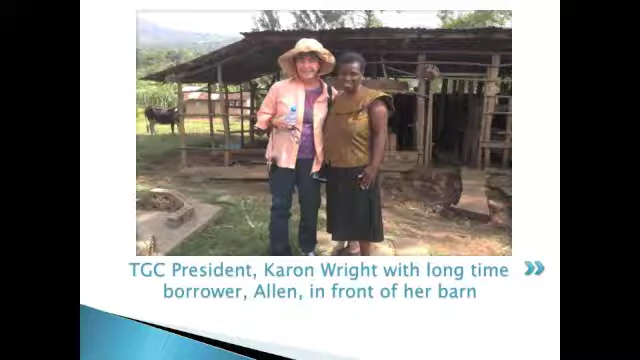 TGC President, Karon Wright with long time
borrower, Allen, in front of her barn